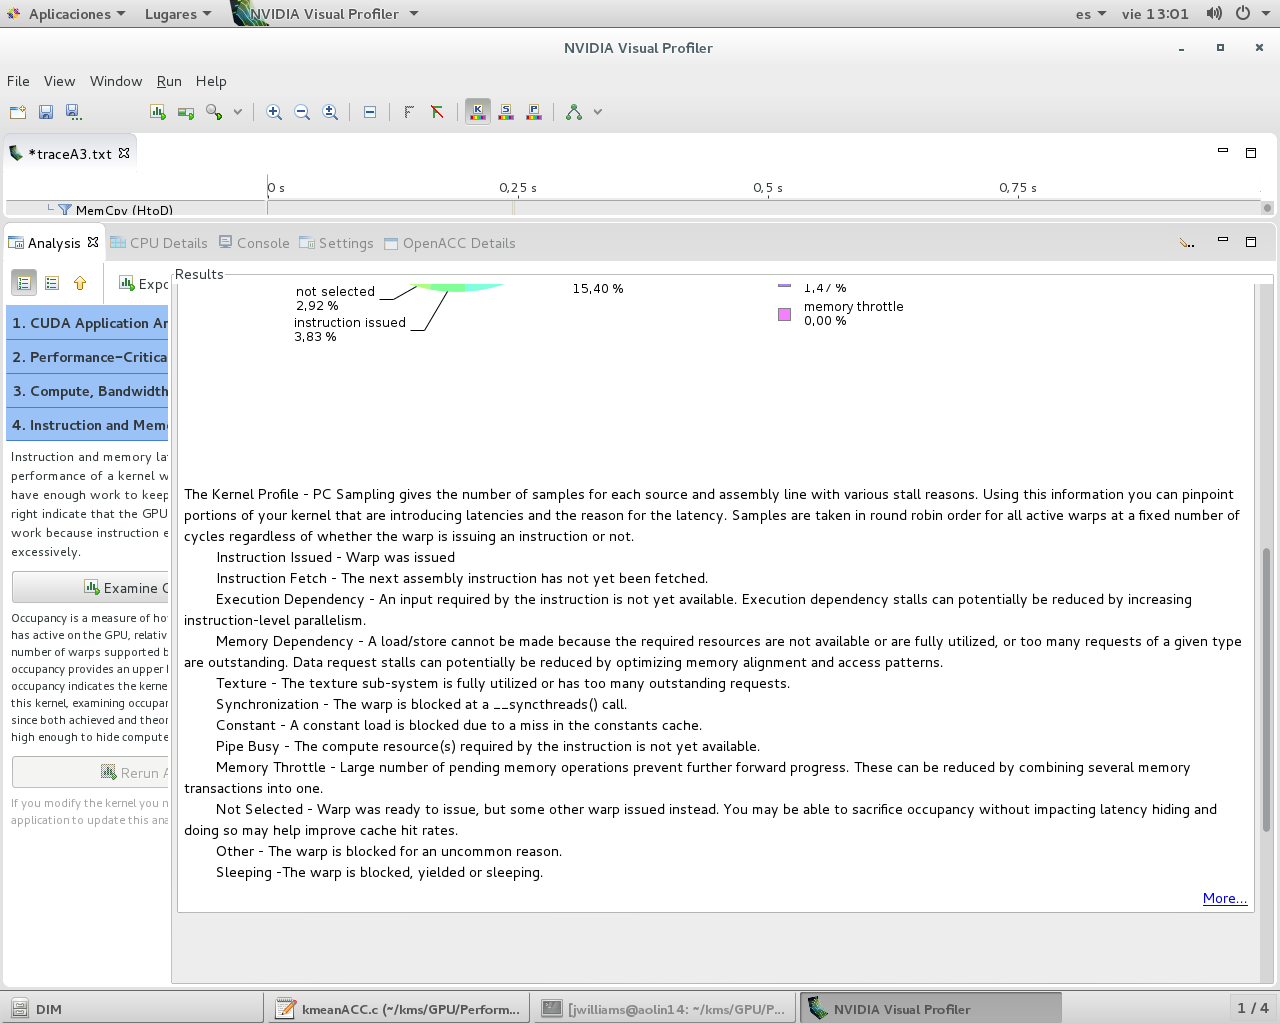 Aplicaciones Lugares NVIDIA Visual Profiler es vie 13:01
NVIDIA Visual Profiler
File View Window Run Help
K S P
*traceA3.txt
0 s 0,25 s 0,5 s 0,75 s
MemCpy (HtoD)
Analysis CPU Details Console Settings OpenACC Details
Results
Expo
1. CUDA Application An
2. Performance-Critica
3. Compute, Bandwidth
4. Instruction and Mem
Instruction and memory la
performance of a kernel w
have enough work to keep
right indicate that the GPU
work because instruction e
excessively.
Examine O
Occupancy is a measure of ho
has active on the GPU, relativ
number of warps supported b
occupancy provides an upper l
occupancy indicates the kerne
this kernel, examining occupan
since both achieved and theor
high enough to hide compute
Rerun A
If you modify the kernel you n
application to update this ana
not selected
2,92 %
instruction issued
3,83 %
15,40 %
1,47 %
memory throttle
0,00 %
The Kernel Profile - PC Sampling gives the number of samples for each source and assembly line with various stall reasons. Using this information you can pinpoint
portions of your kernel that are introducing latencies and the reason for the latency. Samples are taken in round robin order for all active warps at a fixed number of
cycles regardless of whether the warp is issuing an instruction or not.
Instruction Issued - Warp was issued
Instruction Fetch - The next assembly instruction has not yet been fetched.
Execution Dependency - An input required by the instruction is not yet available. Execution dependency stalls can potentially be reduced by increasing
instruction-level parallelism.
Memory Dependency - A load/store cannot be made because the required resources are not available or are fully utilized, or too many requests of a given type
are outstanding. Data request stalls can potentially be reduced by optimizing memory alignment and access patterns.
Texture - The texture sub-system is fully utilized or has too many outstanding requests.
Synchronization - The warp is blocked at a __syncthreads() call.
Constant - A constant load is blocked due to a miss in the constants cache.
Pipe Busy - The compute resource(s) required by the instruction is not yet available.
Memory Throttle - Large number of pending memory operations prevent further forward progress. These can be reduced by combining several memory
transactions into one.
Not Selected - Warp was ready to issue, but some other warp issued instead. You may be able to sacrifice occupancy without impacting latency hiding and
doing so may help improve cache hit rates.
Other - The warp is blocked for an uncommon reason.
Sleeping -The warp is blocked, yielded or sleeping.
More...
DIM kmeanACC.c (~/kms/GPU/Perform... [jwilliams@aolin14: ~/kms/GPU/P... NVIDIA Visual Profiler 1 / 4